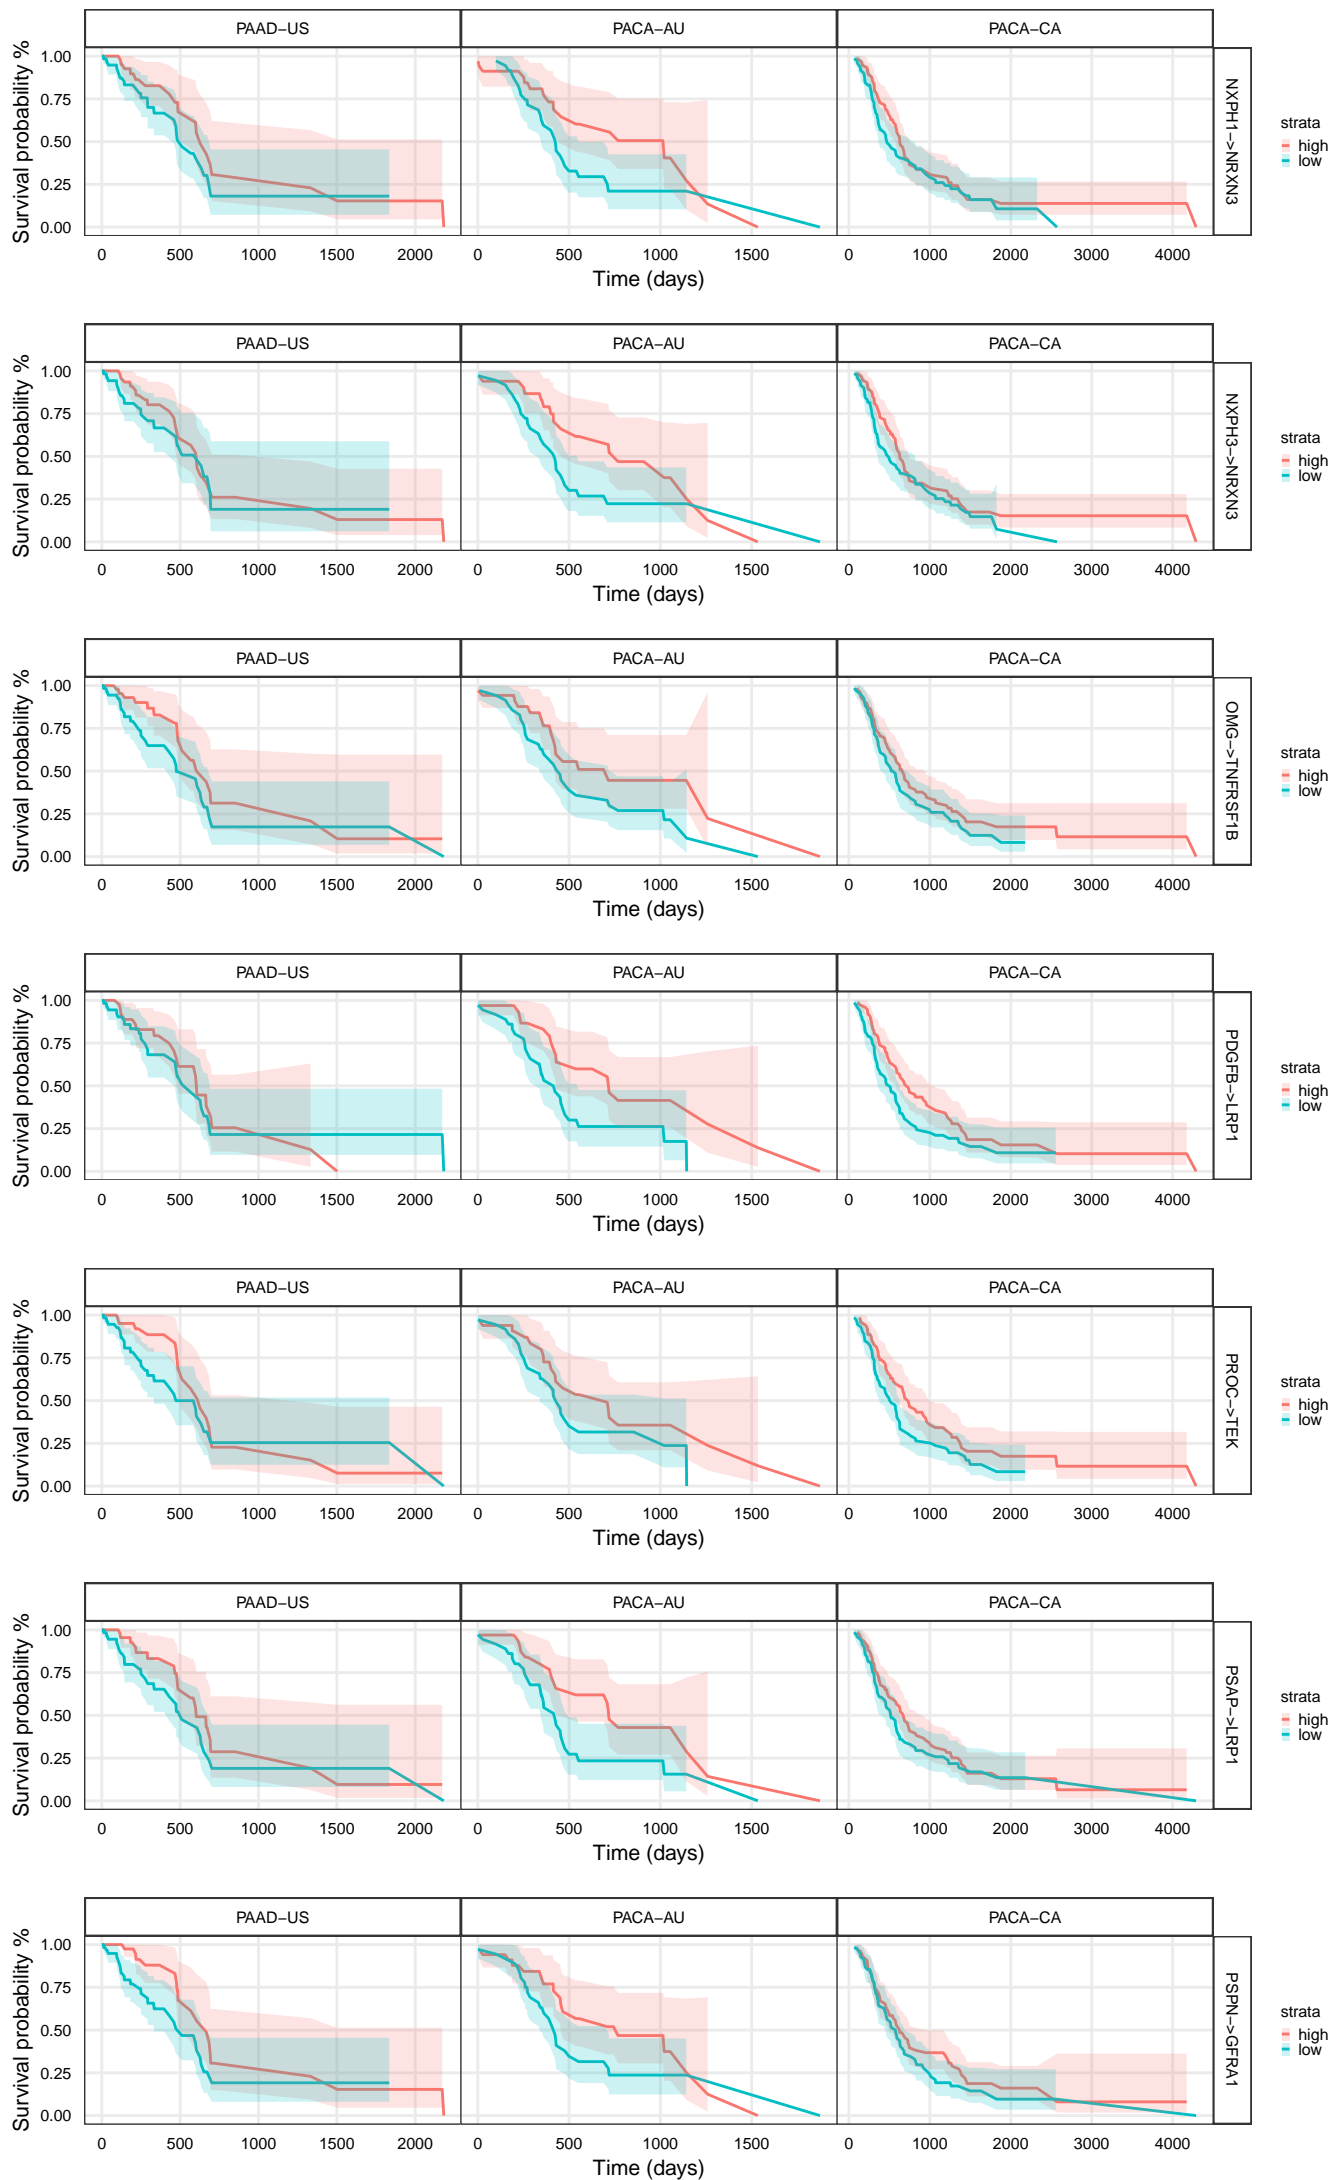 PAAD−US PACA−AU PACA−CA
Survival probability %
1.00
0.75
0.50
0.25
0.00
NXPH1−>NRXN3
strata
high
low
0 500 1000 1500 2000 0 500 1000 1500 0 1000 2000 3000 4000
Time (days)
PAAD−US PACA−AU PACA−CA
Survival probability %
1.00
0.75
0.50
0.25
0.00
NXPH3−>NRXN3
strata
high
low
0 500 1000 1500 2000 0 500 1000 1500 0 1000 2000 3000 4000
Time (days)
PAAD−US PACA−AU PACA−CA
Survival probability %
1.00
0.75
0.50
0.25
0.00
OMG−>TNFRSF1B
strata
high
low
0 500 1000 1500 2000 0 500 1000 1500 0 1000 2000 3000 4000
Time (days)
PAAD−US PACA−AU PACA−CA
Survival probability %
1.00
0.75
0.50
0.25
0.00
PDGFB−>LRP1
strata
high
low
0 500 1000 1500 2000 0 500 1000 1500 0 1000 2000 3000 4000
Time (days)
PAAD−US PACA−AU PACA−CA
Survival probability %
1.00
0.75
0.50
0.25
0.00
PROC−>TEK
strata
high
low
0 500 1000 1500 2000 0 500 1000 1500 0 1000 2000 3000 4000
Time (days)
PAAD−US PACA−AU PACA−CA
Survival probability %
1.00
0.75
0.50
0.25
0.00
PSAP−>LRP1
strata
high
low
0 500 1000 1500 2000 0 500 1000 1500 0 1000 2000 3000 4000
Time (days)
PAAD−US PACA−AU PACA−CA
Survival probability %
1.00
0.75
0.50
0.25
0.00
PSPN−>GFRA1
strata
high
low
0 500 1000 1500 2000 0 500 1000 1500 0 1000 2000 3000 4000
Time (days)